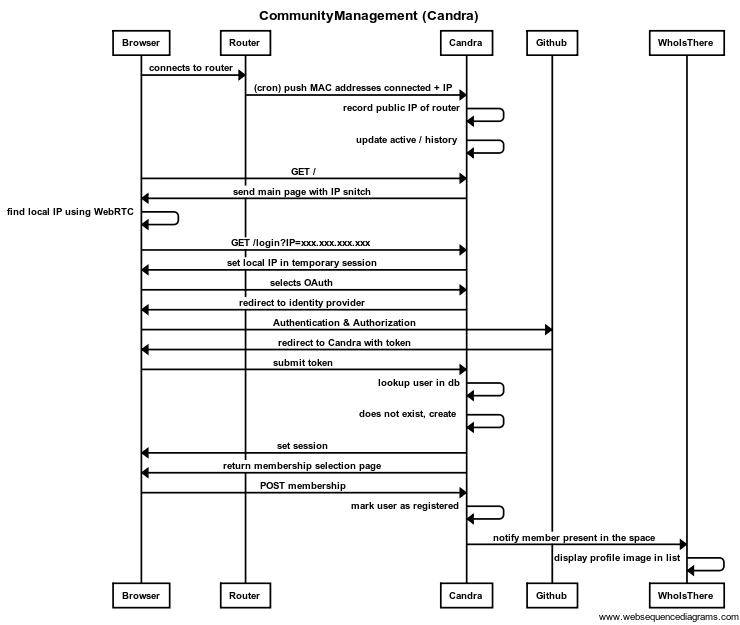 CommunityManagement (Candra)
Browser Router Candra Github WhoIsThere
connects to router
(cron) push MAC addresses connected + IP
record public IP of router
update active / history
GET /
send main page with IP snitch
find local IP using WebRTC
GET /login?IP=xxx.xxx.xxx.xxx
set local IP in temporary session
selects OAuth
redirect to identity provider
Authentication & Authorization
redirect to Candra with token
submit token
lookup user in db
does not exist, create
set session
return membership selection page
POST membership
mark user as registered
notify member present in the space
display profile image in list
Browser Router Candra Github WhoIsThere
www.websequencediagrams.com